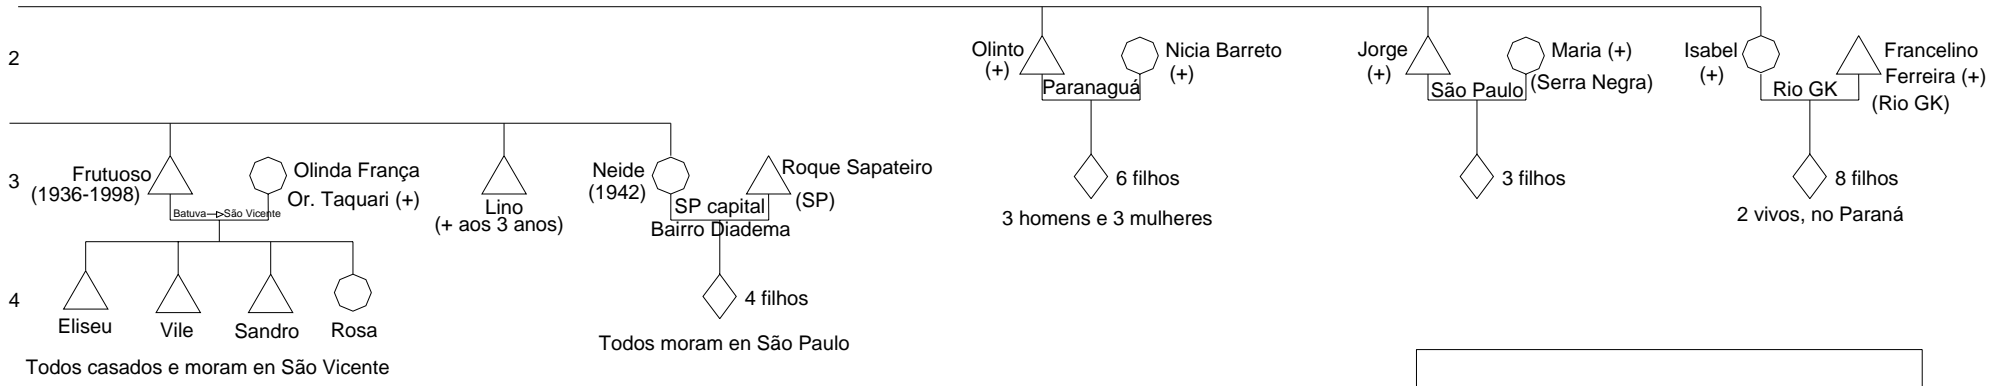 2
Olinto
(+)
Nicia Barreto
(+)
Paranaguá
6 filhos
3 homens e 3 mulheres
Jorge
(+)
Maria (+)
(Serra Negra)
São Paulo
3 filhos
Isabel
(+)
Francelino
Ferreira (+)
(Rio GK)
Rio GK
8 filhos
2 vivos, no Paraná
3
Frutuoso
(1936-1998)
Olinda França
Or. Taquari (+)
Batuva São Vicente
Lino
(+ aos 3 anos)
Neide
(1942)
Roque Sapateiro
(SP)
SP capital
Bairro Diadema
4
Eliseu
Vile
Sandro
Rosa
Todos casados e moram en São Vicente
4 filhos
Todos moram en São Paulo